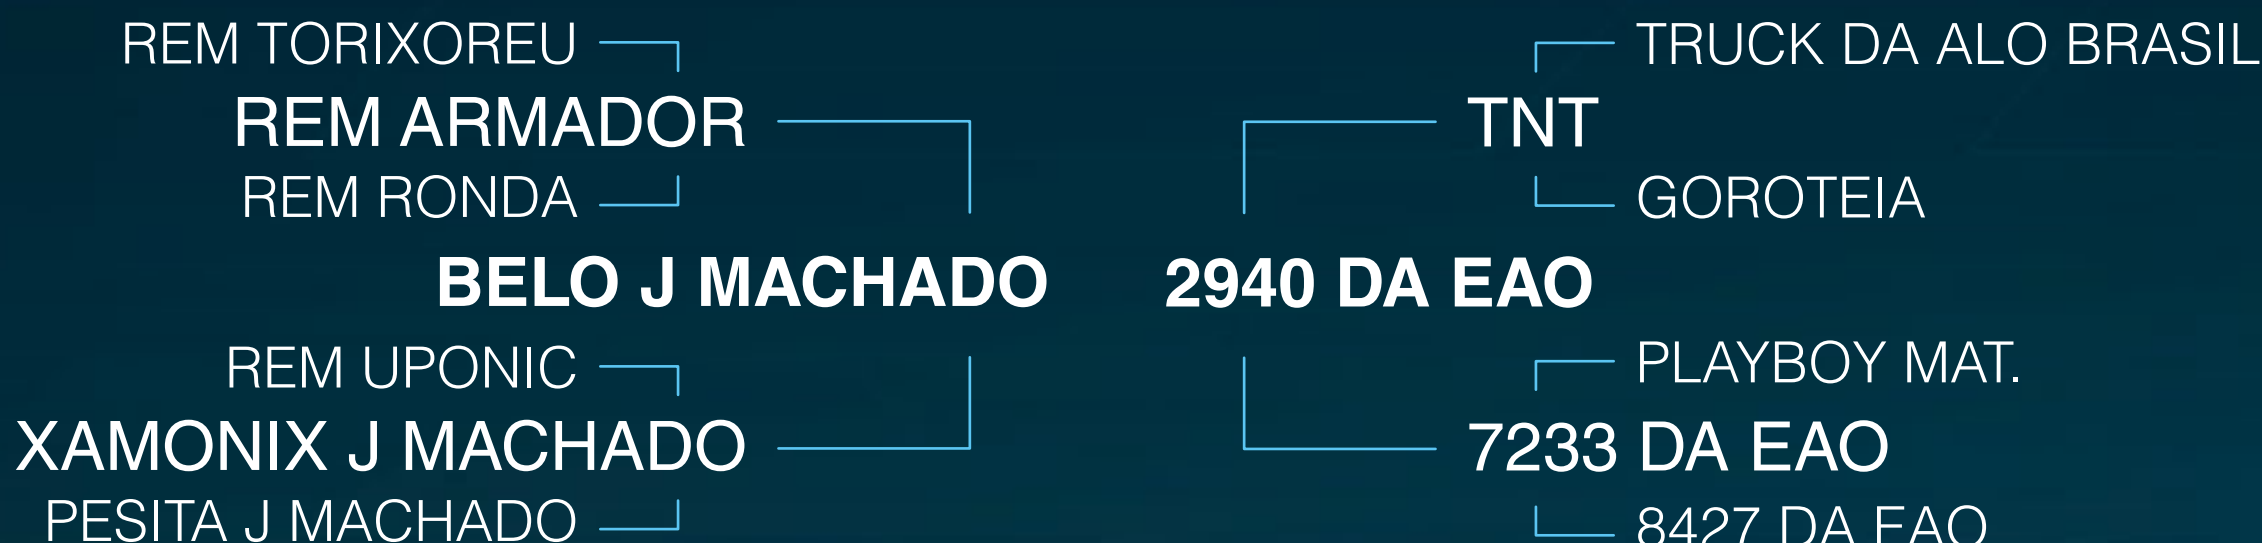 REM TORIXOREU
TRUCK DA ALO BRASIL
REM ARMADOR
TNT
REM RONDA
GOROTEIA
BELO J MACHADO
2940 DA EAO
REM UPONIC
PLAYBOY MAT.
XAMONIX J MACHADO
7233 DA EAO
PESITA J MACHADO
8427 DA EAO